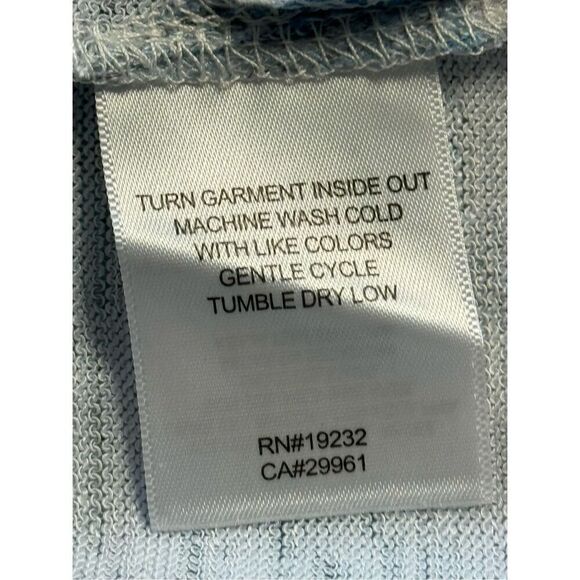 TURN GARMENT INSIDE OUT
MACHINE WASH COLD
WITH LIKE COLORS
GENTLE CYCLE
TUMBLE DRY LOW
RN#19232
CA#29961